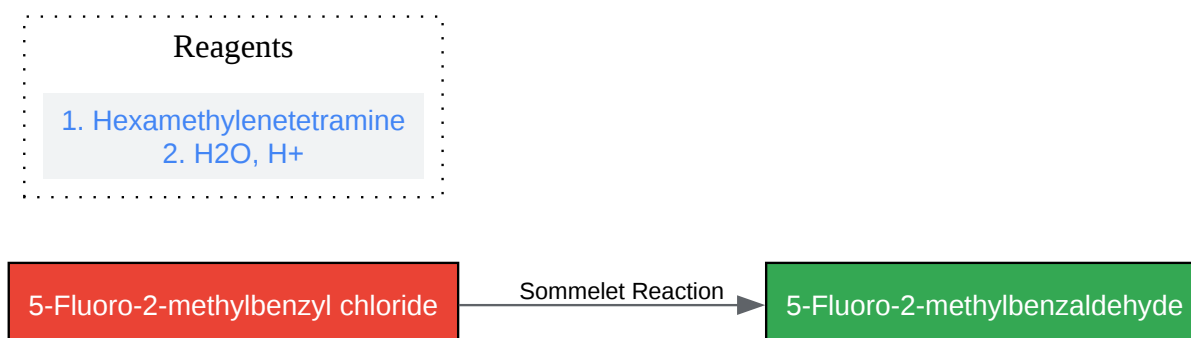 Reagents
1. Hexamethylenetetramine
2. H2O, H+
5-Fluoro-2-methylbenzyl chloride
Sommelet Reaction
5-Fluoro-2-methylbenzaldehyde